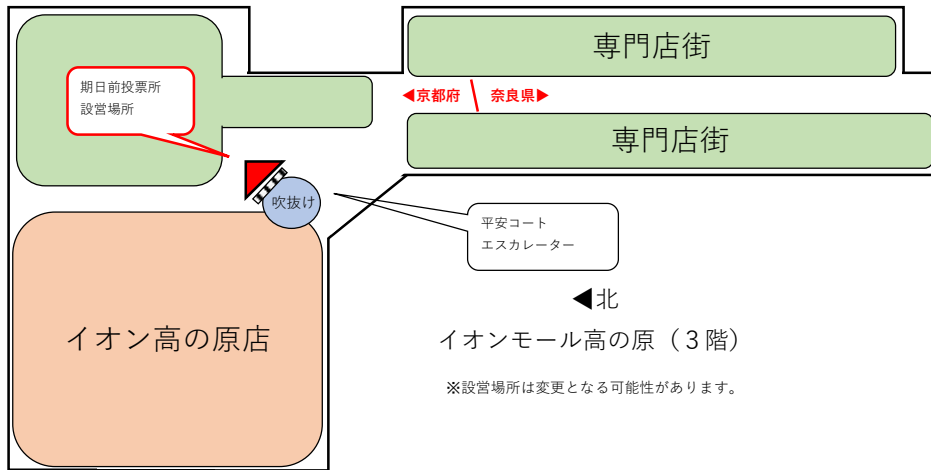 専門店街
期日前投票所
設営場所
◀京都府 \ 奈良県▶
専門店街
吹抜け
平安コート
エスカレーター
◀北
イオン高の原店
イオンモール高の原（３階）
※設営場所は変更となる可能性があります。